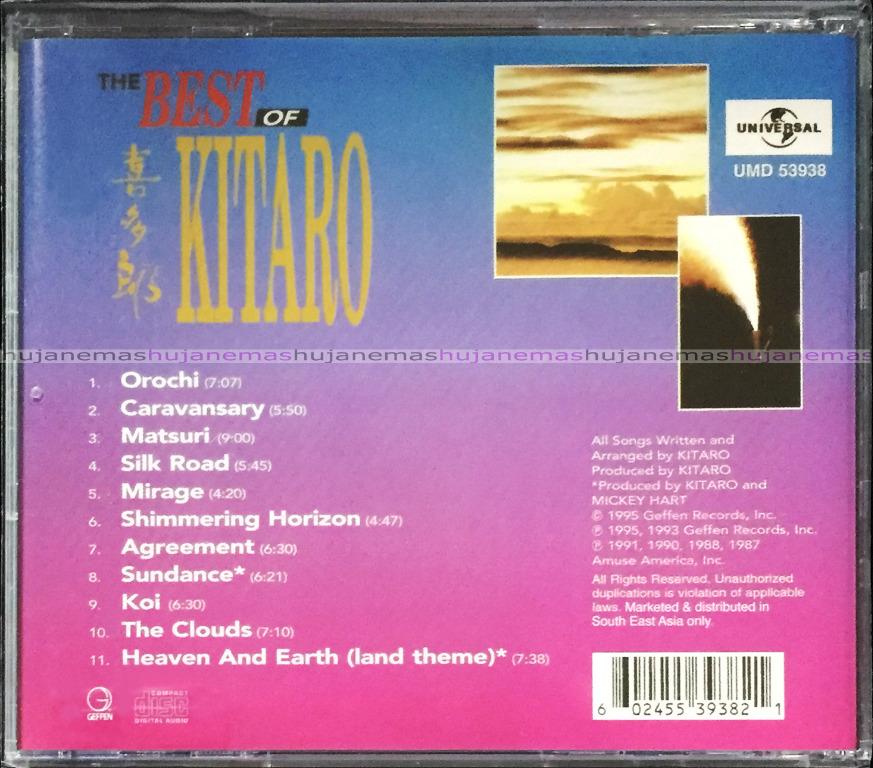 THE BEST OF
喜多郎 KITARO
UNIVERSAL
UMD 53938
hujanemashujanemashujanemashujanemashujanemashujanemas
1. Orochi (7:07)
2. Caravansary (5:50)
3. Matsuri (9:00)
4. Silk Road (5:45)
5. Mirage (4:20)
6. Shimmering Horizon (4:47)
7. Agreement (6:30)
8. Sundance* (6:21)
9. Koi (6:30)
10. The Clouds (7:10)
11. Heaven And Earth (land theme)* (7:38)
All Songs Written and
Arranged by KITARO
Produced by KITARO
*Produced by KITARO and
MICKEY HART
© 1995 Geffen Records, Inc.
℗ 1995, 1993 Geffen Records, Inc.
℗ 1991, 1990, 1988, 1987
Amuse America, Inc.
All Rights Reserved. Unauthorized
duplications is violation of applicable
laws. Marketed & distributed in
South East Asia only.
GEFFEN
COMPACT
disc
DIGITAL AUDIO
6 02455 39382 1